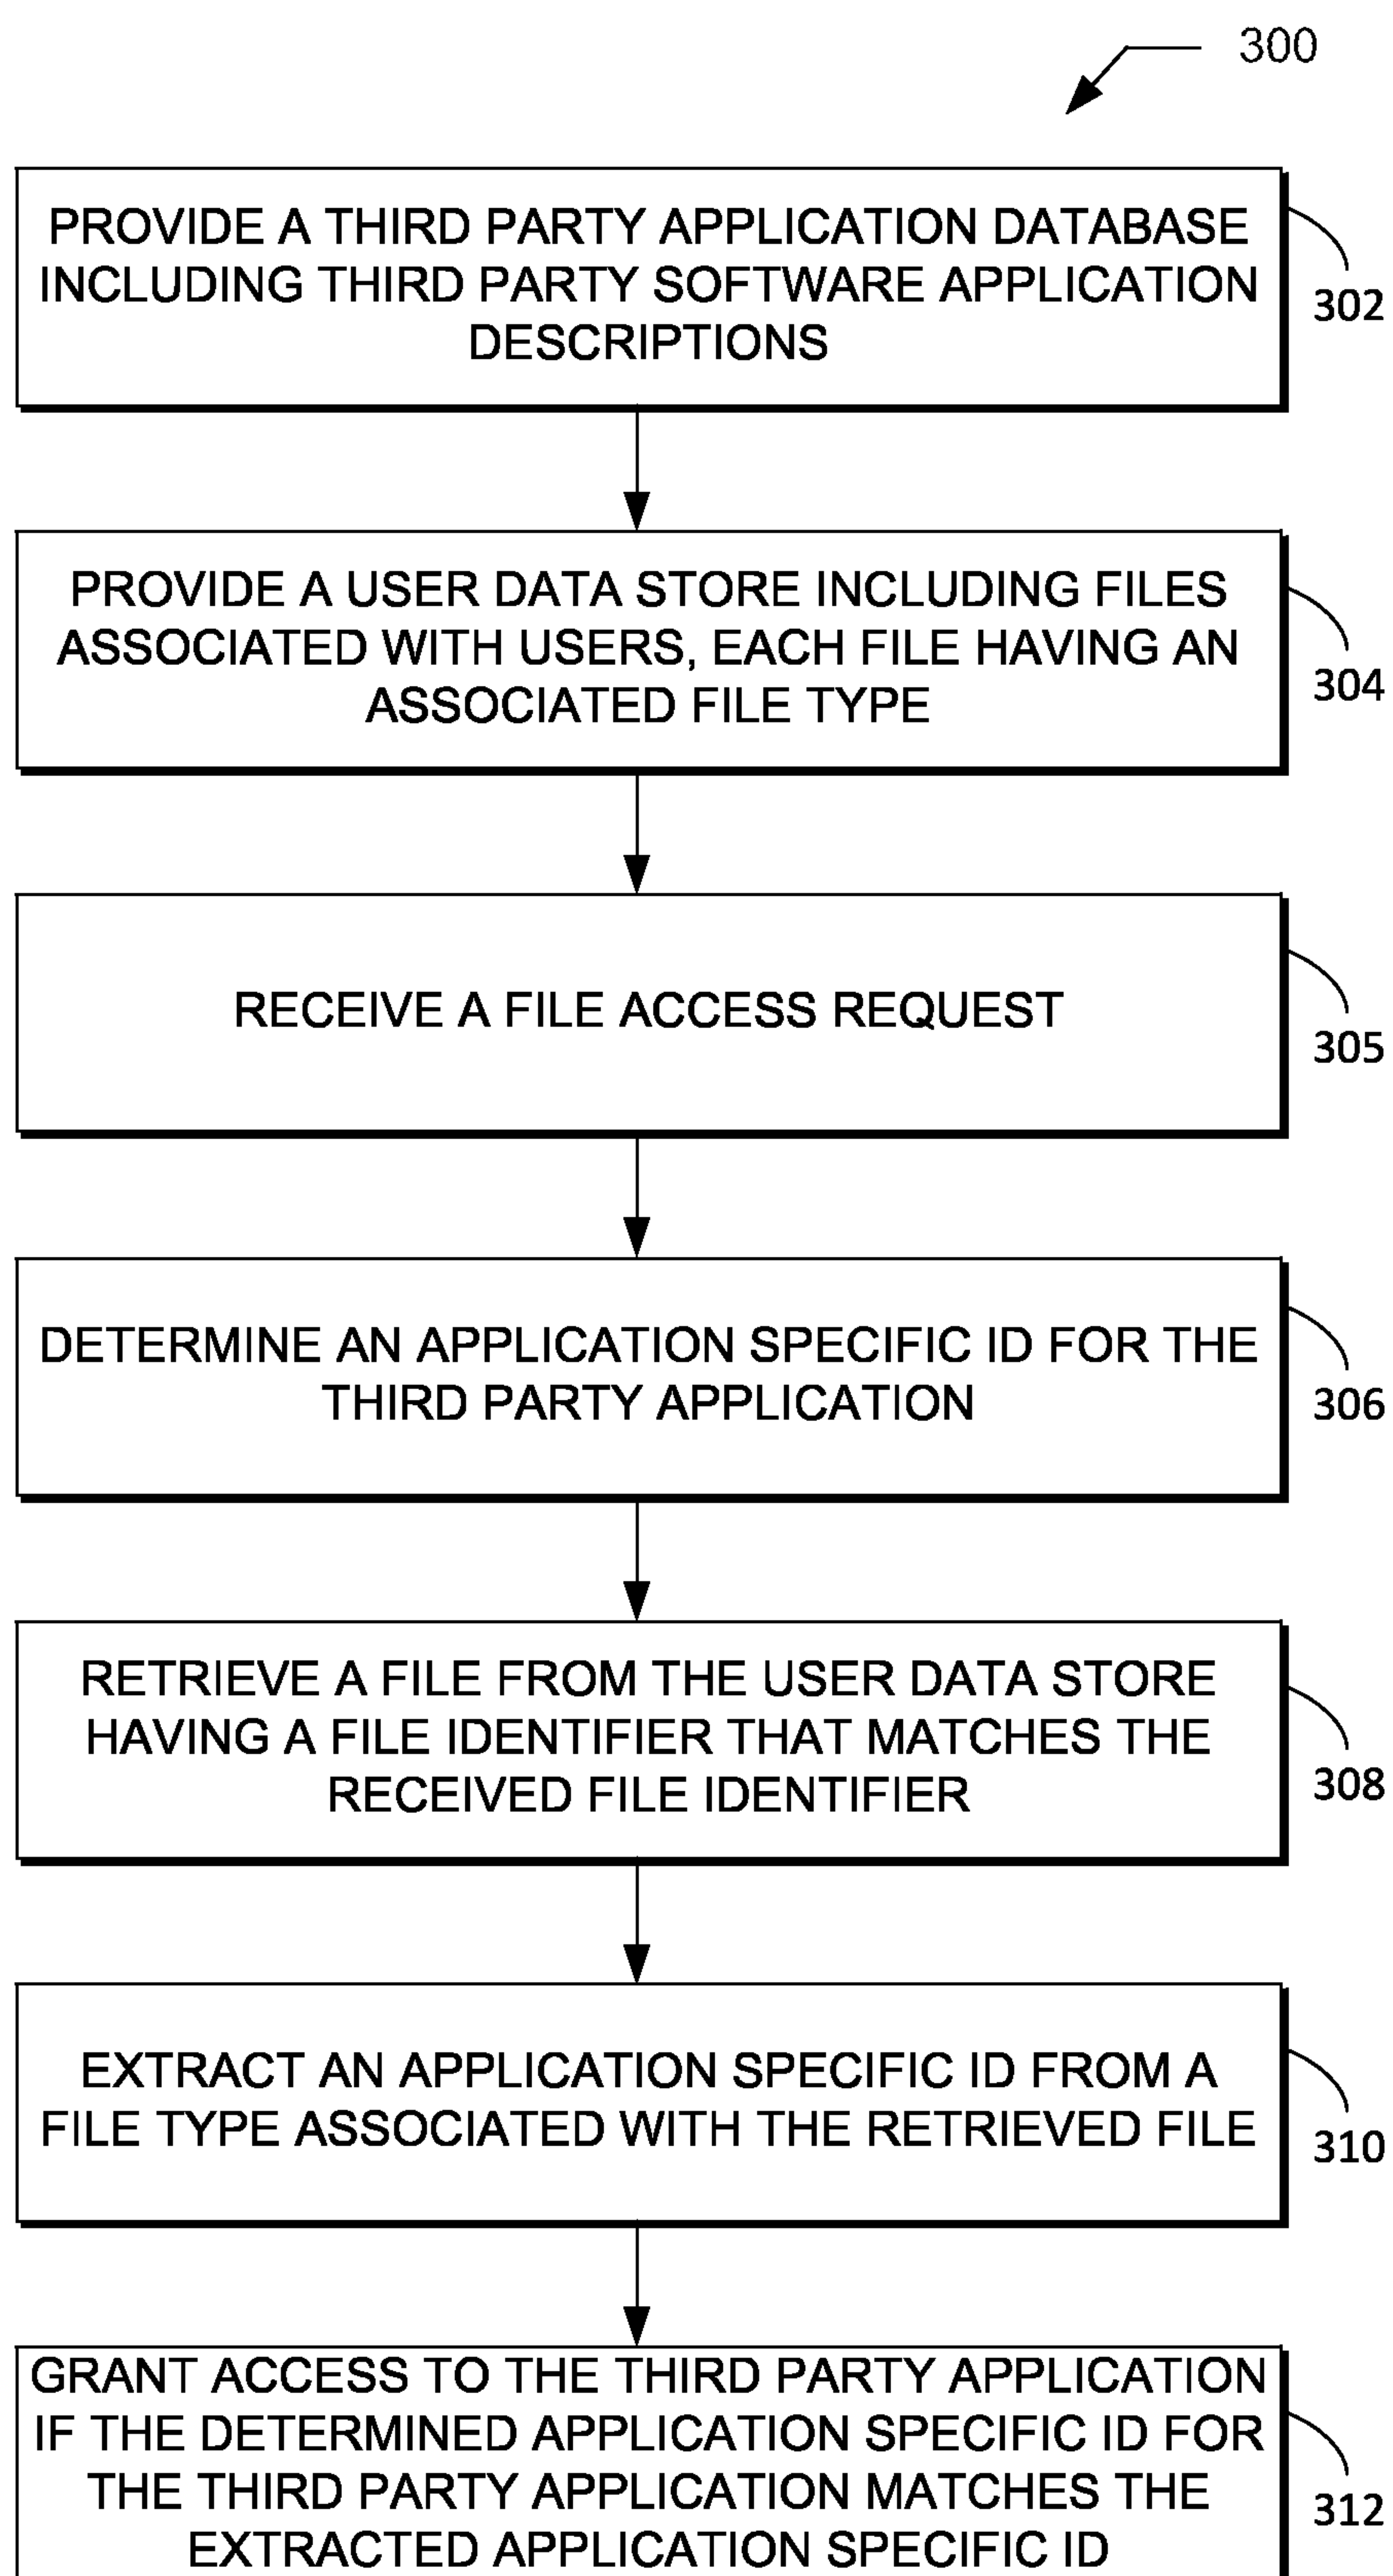 300
PROVIDE A THIRD PARTY APPLICATION DATABASE
INCLUDING THIRD PARTY SOFTWARE APPLICATION
DESCRIPTIONS
302
PROVIDE A USER DATA STORE INCLUDING FILES
ASSOCIATED WITH USERS, EACH FILE HAVING AN
ASSOCIATED FILE TYPE
304
RECEIVE A FILE ACCESS REQUEST
305
DETERMINE AN APPLICATION SPECIFIC ID FOR THE
THIRD PARTY APPLICATION
306
RETRIEVE A FILE FROM THE USER DATA STORE
HAVING A FILE IDENTIFIER THAT MATCHES THE
RECEIVED FILE IDENTIFIER
308
EXTRACT AN APPLICATION SPECIFIC ID FROM A
FILE TYPE ASSOCIATED WITH THE RETRIEVED FILE
310
GRANT ACCESS TO THE THIRD PARTY APPLICATION
IF THE DETERMINED APPLICATION SPECIFIC ID FOR
THE THIRD PARTY APPLICATION MATCHES THE
EXTRACTED APPLICATION SPECIFIC ID
312